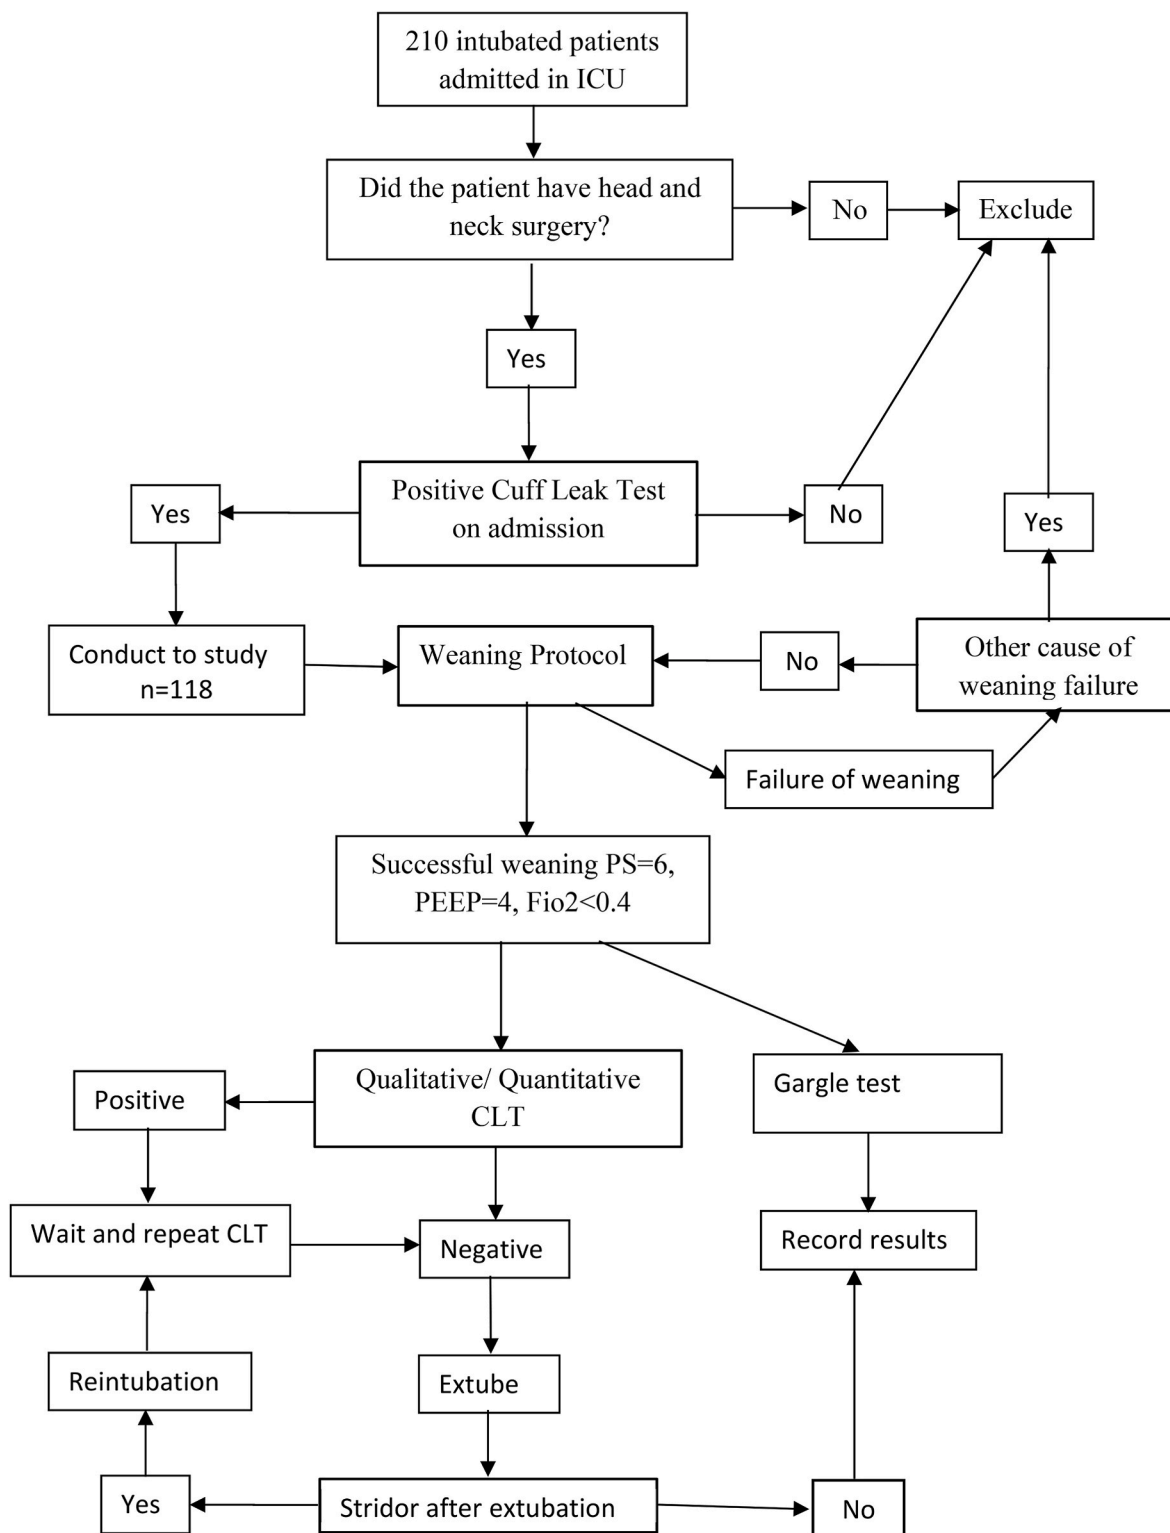 210 intubated patients
admitted in ICU
Did the patient have head and
neck surgery?
No
Exclude
Yes
Positive Cuff Leak Test
on admission
Yes
No
Yes
Conduct to study
n=118
Weaning Protocol
No
Other cause of
weaning failure
Failure of weaning
Successful weaning PS=6,
PEEP=4, Fio2<0.4
Qualitative/ Quantitative
CLT
Positive
Gargle test
Wait and repeat CLT
Negative
Record results
Reintubation
Extube
Yes
Stridor after extubation
No